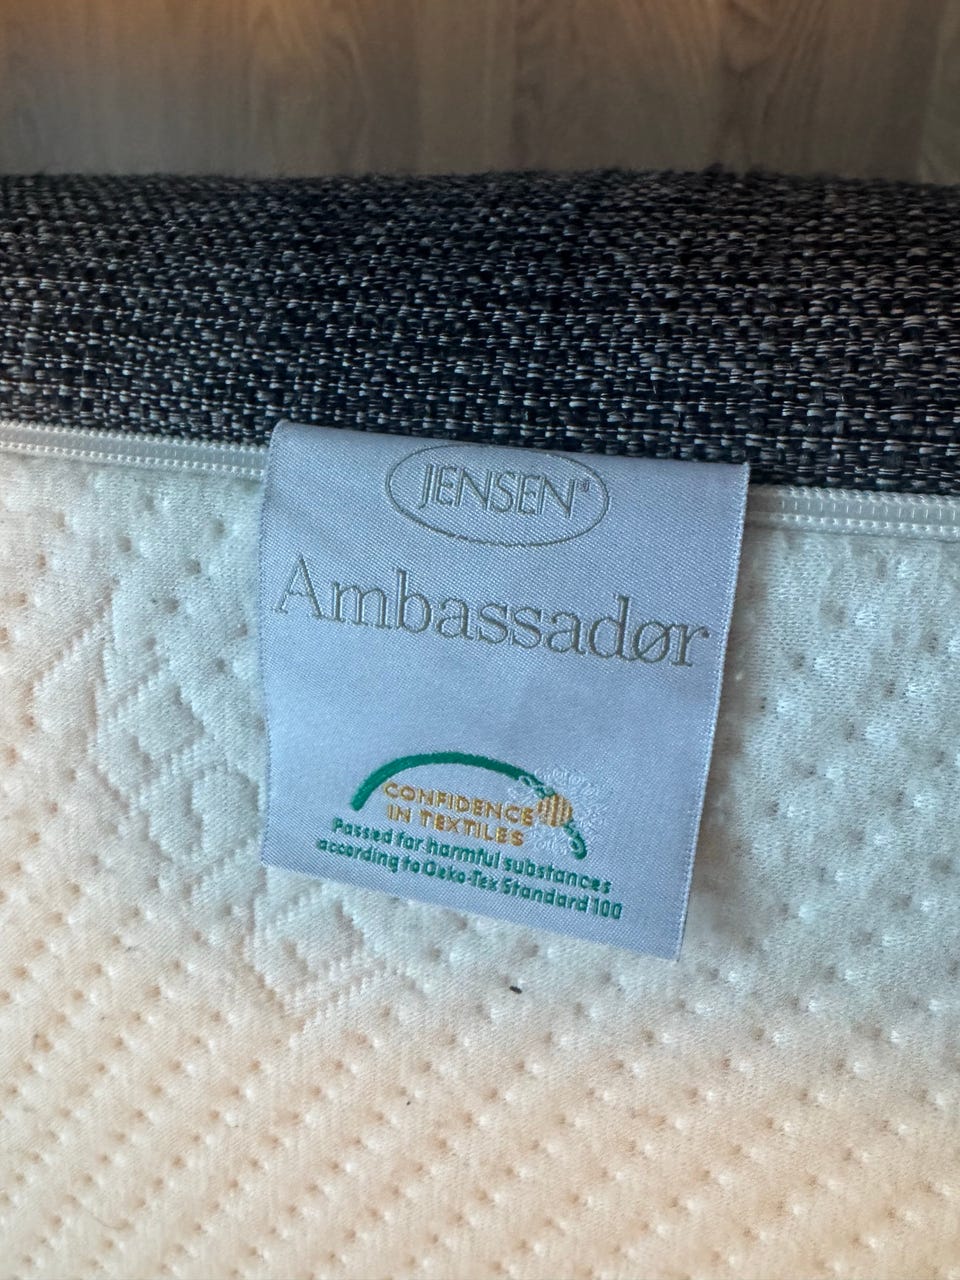 JENSEN®
Ambassadør
CONFIDENCE
IN TEXTILES
Passed for harmful substances
according to Oeko-Tex Standard 100